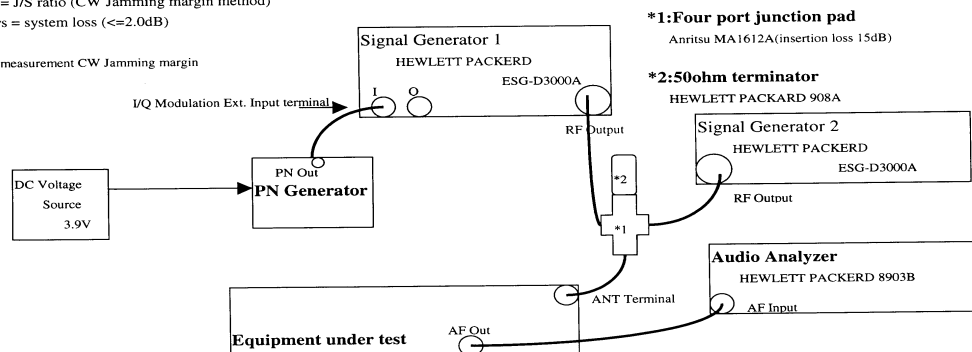 = J/S ratio (CW Jamming margin method)
s = system loss (<=2.0dB)
measurement CW Jamming margin
*1:Four port junction pad
Anritsu MA1612A(insertion loss 15dB)
*2:50ohm terminator
HEWLETT PACKARD 908A
Signal Generator 1
HEWLETT PACKERD
ESG-D3000A
I
Q
I/Q Modulation Ext. Input terminal
RF Output
Signal Generator 2
HEWLETT PACKERD
ESG-D3000A
RF Output
PN Out
PN Generator
DC Voltage
Source
3.9V
*2
*1
ANT Terminal
Audio Analyzer
HEWLETT PACKERD 8903B
AF Input
Equipment under test
AF Out